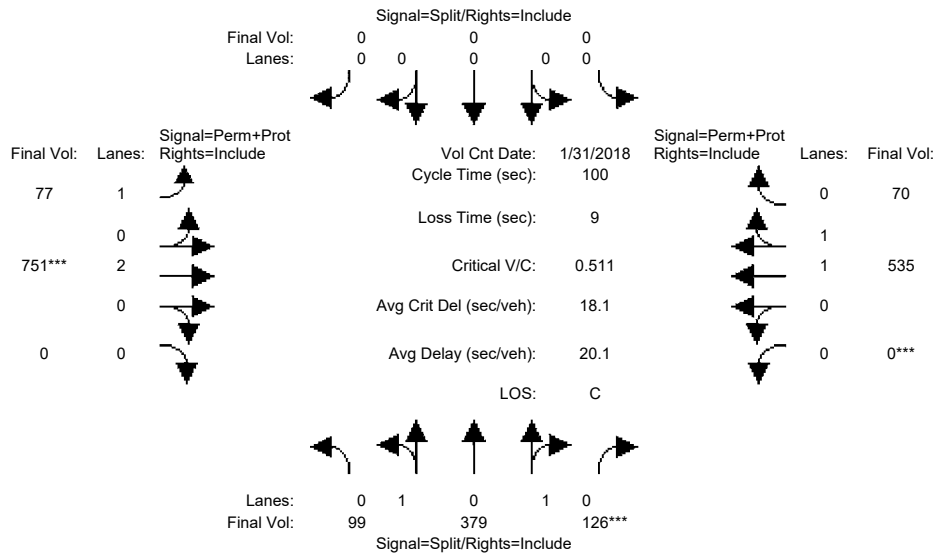 Signal=Split/Rights=Include
Final Vol: 0 0 0
Lanes: 0 0 0 0 0
Signal=Perm+Prot
Final Vol: Lanes: Rights=Include
Vol Cnt Date: 1/31/2018
Signal=Perm+Prot
Rights=Include Lanes: Final Vol:
Cycle Time (sec): 100
77 1 0 70
Loss Time (sec): 9
0 1
751*** 2 Critical V/C: 0.511 1 535
0 Avg Crit Del (sec/veh): 18.1 0
0 0 Avg Delay (sec/veh): 20.1 0 0***
LOS: C
Lanes: 0 1 0 1 0
Final Vol: 99 379 126***
Signal=Split/Rights=Include